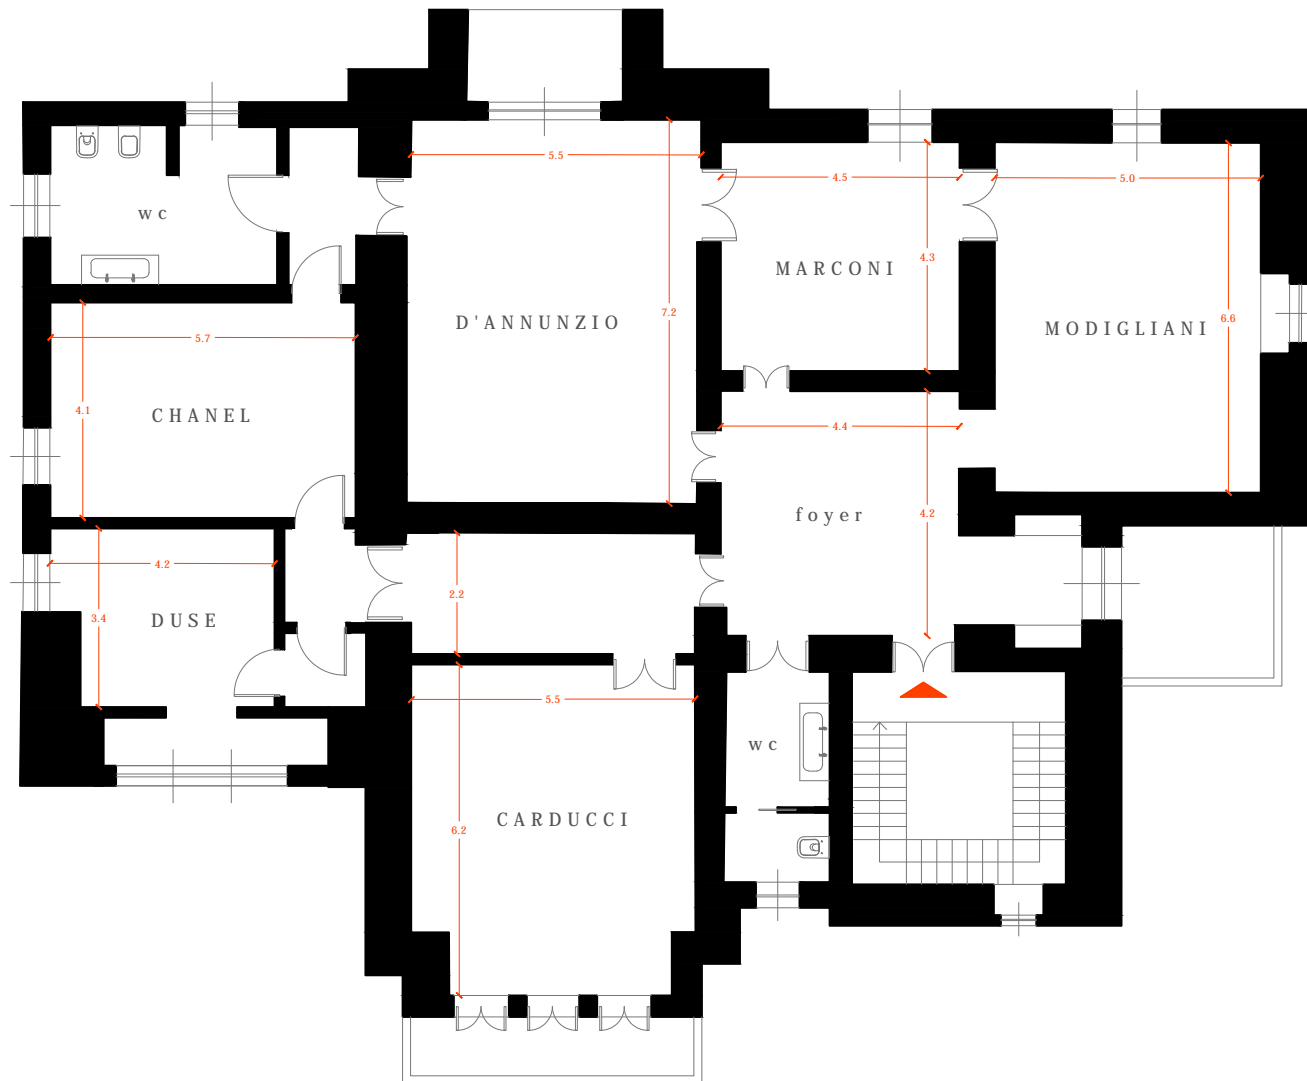 5.5
4.5
5.0
wc
MARCONI
4.3
D'ANNUNZIO
7.2
MODIGLIANI
6.6
5.7
4.1
CHANEL
4.4
foyer
4.2
4.2
3.4
DUSE
2.2
5.5
wc
CARDUCCI
6.2